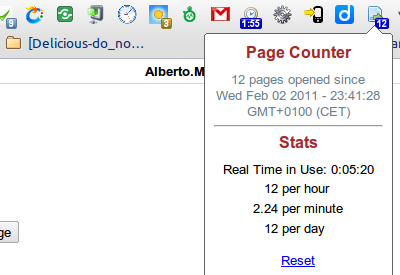 9
3
1:55
12
[Delicious-do_no…
Alberto.M
Page Counter
12 pages opened since
Wed Feb 02 2011 - 23:41:28
GMT+0100 (CET)
Stats
Real Time in Use: 0:05:20
12 per hour
2.24 per minute
12 per day
ge
Reset